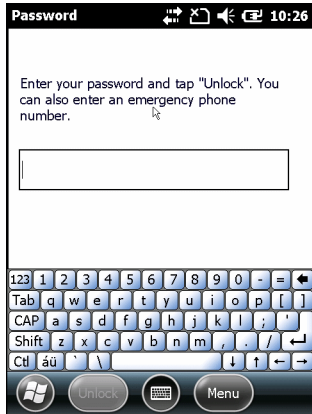 Password 10:26
Enter your password and tap "Unlock". You
can also enter an emergency phone
number.
123 1 2 3 4 5 6 7 8 9 0 - =
Tab q w e r t y u i o p [ ]
CAP a s d f g h j k l ; '
Shift z x c v b n m , . /
Ctl áü ` \
Unlock Menu